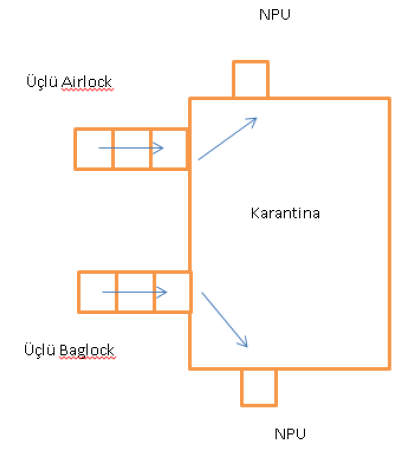 NPU
Üçlü Airlock
Karantina
Üçlü Baglock
NPU